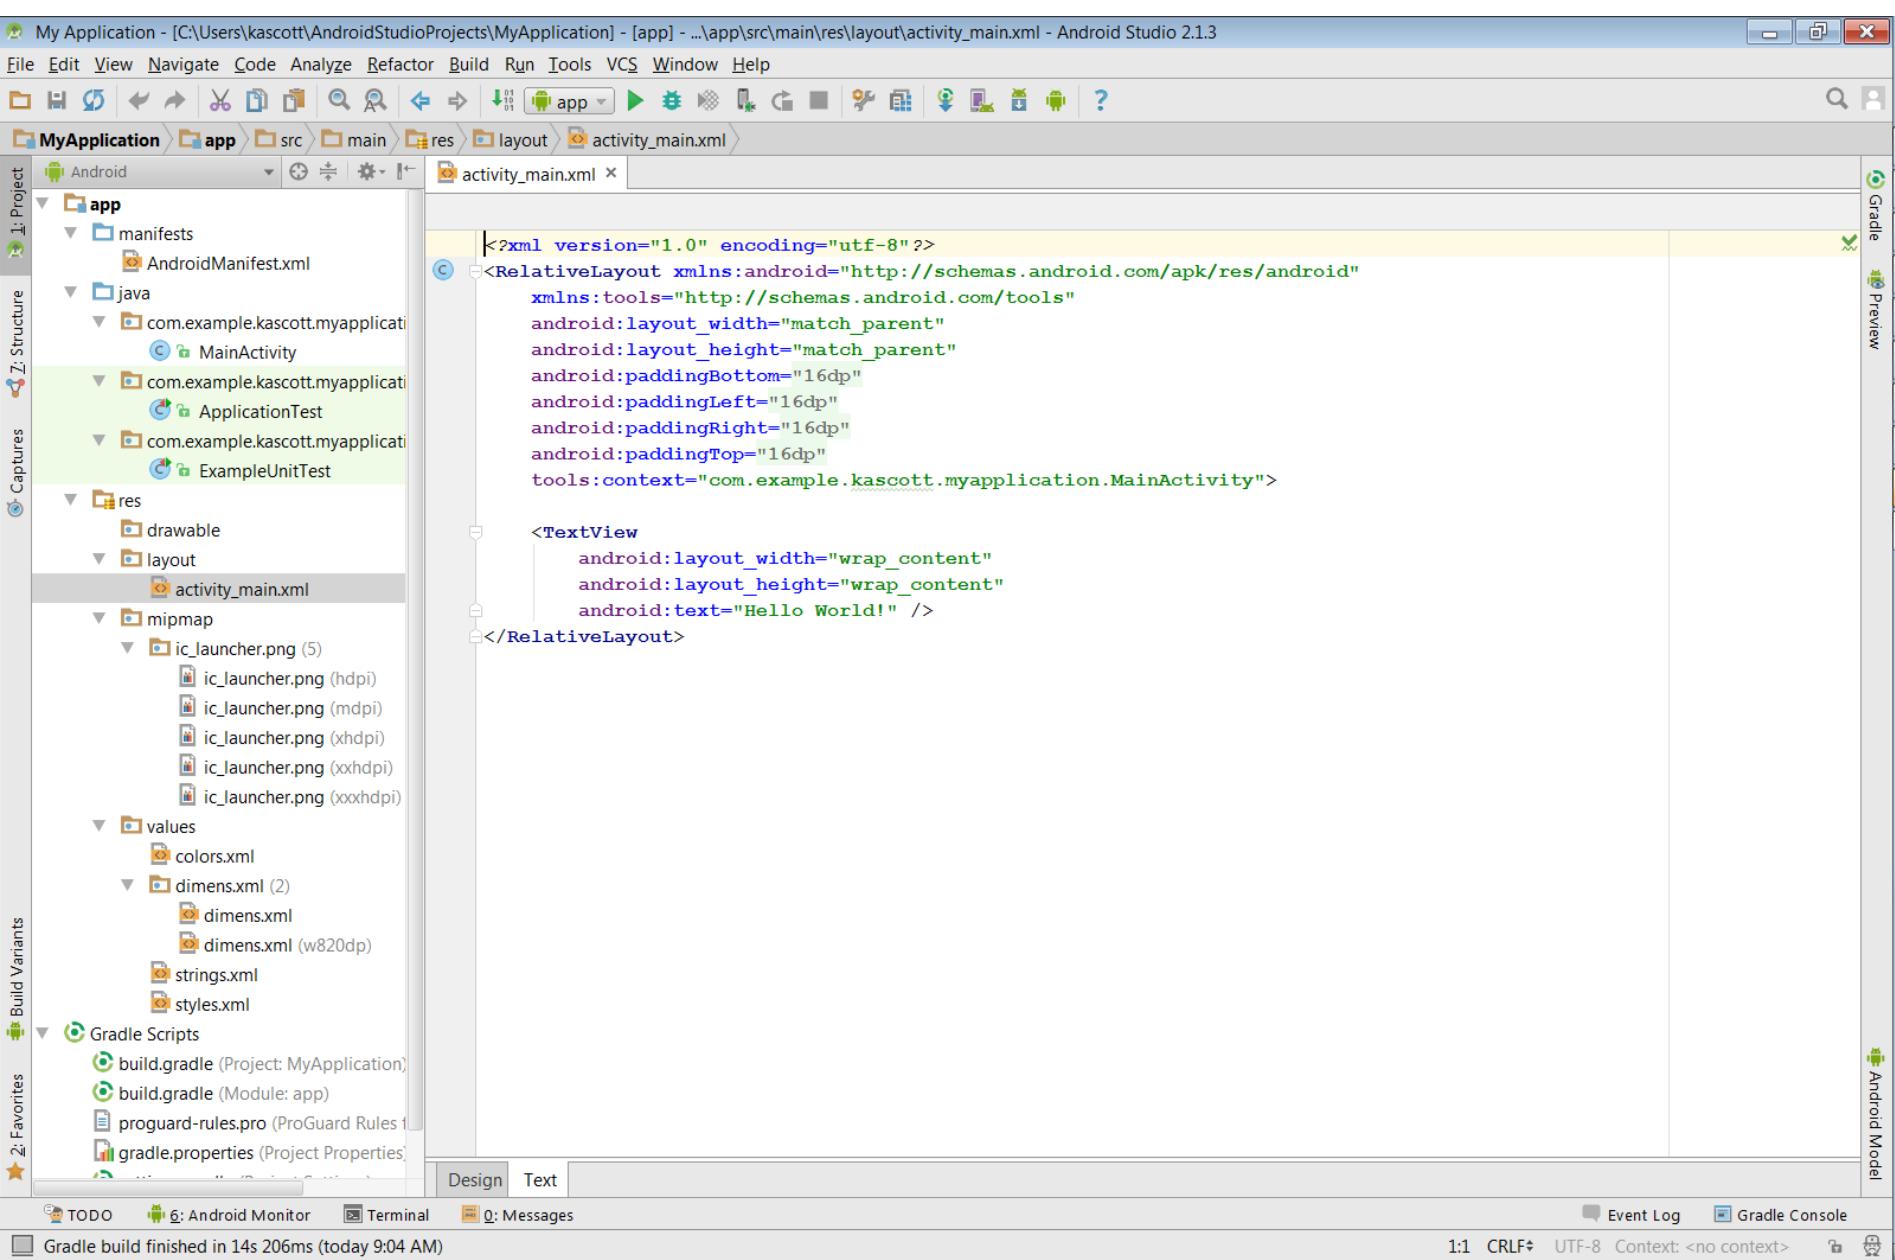 My Application - [C:\Users\kascott\AndroidStudioProjects\MyApplication] - [app] - ...\app\src\main\res\layout\activity_main.xml - Android Studio 2.1.3
File Edit View Navigate Code Analyze Refactor Build Run Tools VCS Window Help
app
MyApplication app src main res layout activity_main.xml
Android
activity_main.xml
1: Project
Z: Structure
Captures
Build Variants
2: Favorites
app
manifests
AndroidManifest.xml
java
com.example.kascott.myapplicati
MainActivity
com.example.kascott.myapplicati
ApplicationTest
com.example.kascott.myapplicati
ExampleUnitTest
res
drawable
layout
activity_main.xml
mipmap
ic_launcher.png (5)
ic_launcher.png (hdpi)
ic_launcher.png (mdpi)
ic_launcher.png (xhdpi)
ic_launcher.png (xxhdpi)
ic_launcher.png (xxxhdpi)
values
colors.xml
dimens.xml (2)
dimens.xml
dimens.xml (w820dp)
strings.xml
styles.xml
Gradle Scripts
build.gradle (Project: MyApplication)
build.gradle (Module: app)
proguard-rules.pro (ProGuard Rules f
gradle.properties (Project Properties)
<?xml version="1.0" encoding="utf-8"?>
<RelativeLayout xmlns:android="http://schemas.android.com/apk/res/android"
xmlns:tools="http://schemas.android.com/tools"
android:layout_width="match_parent"
android:layout_height="match_parent"
android:paddingBottom="16dp"
android:paddingLeft="16dp"
android:paddingRight="16dp"
android:paddingTop="16dp"
tools:context="com.example.kascott.myapplication.MainActivity">
<TextView
android:layout_width="wrap_content"
android:layout_height="wrap_content"
android:text="Hello World!" />
</RelativeLayout>
Gradle
Preview
Android Model
Design Text
TODO 6: Android Monitor Terminal 0: Messages Event Log Gradle Console
Gradle build finished in 14s 206ms (today 9:04 AM) 1:1 CRLF UTF-8 Context: <no context>